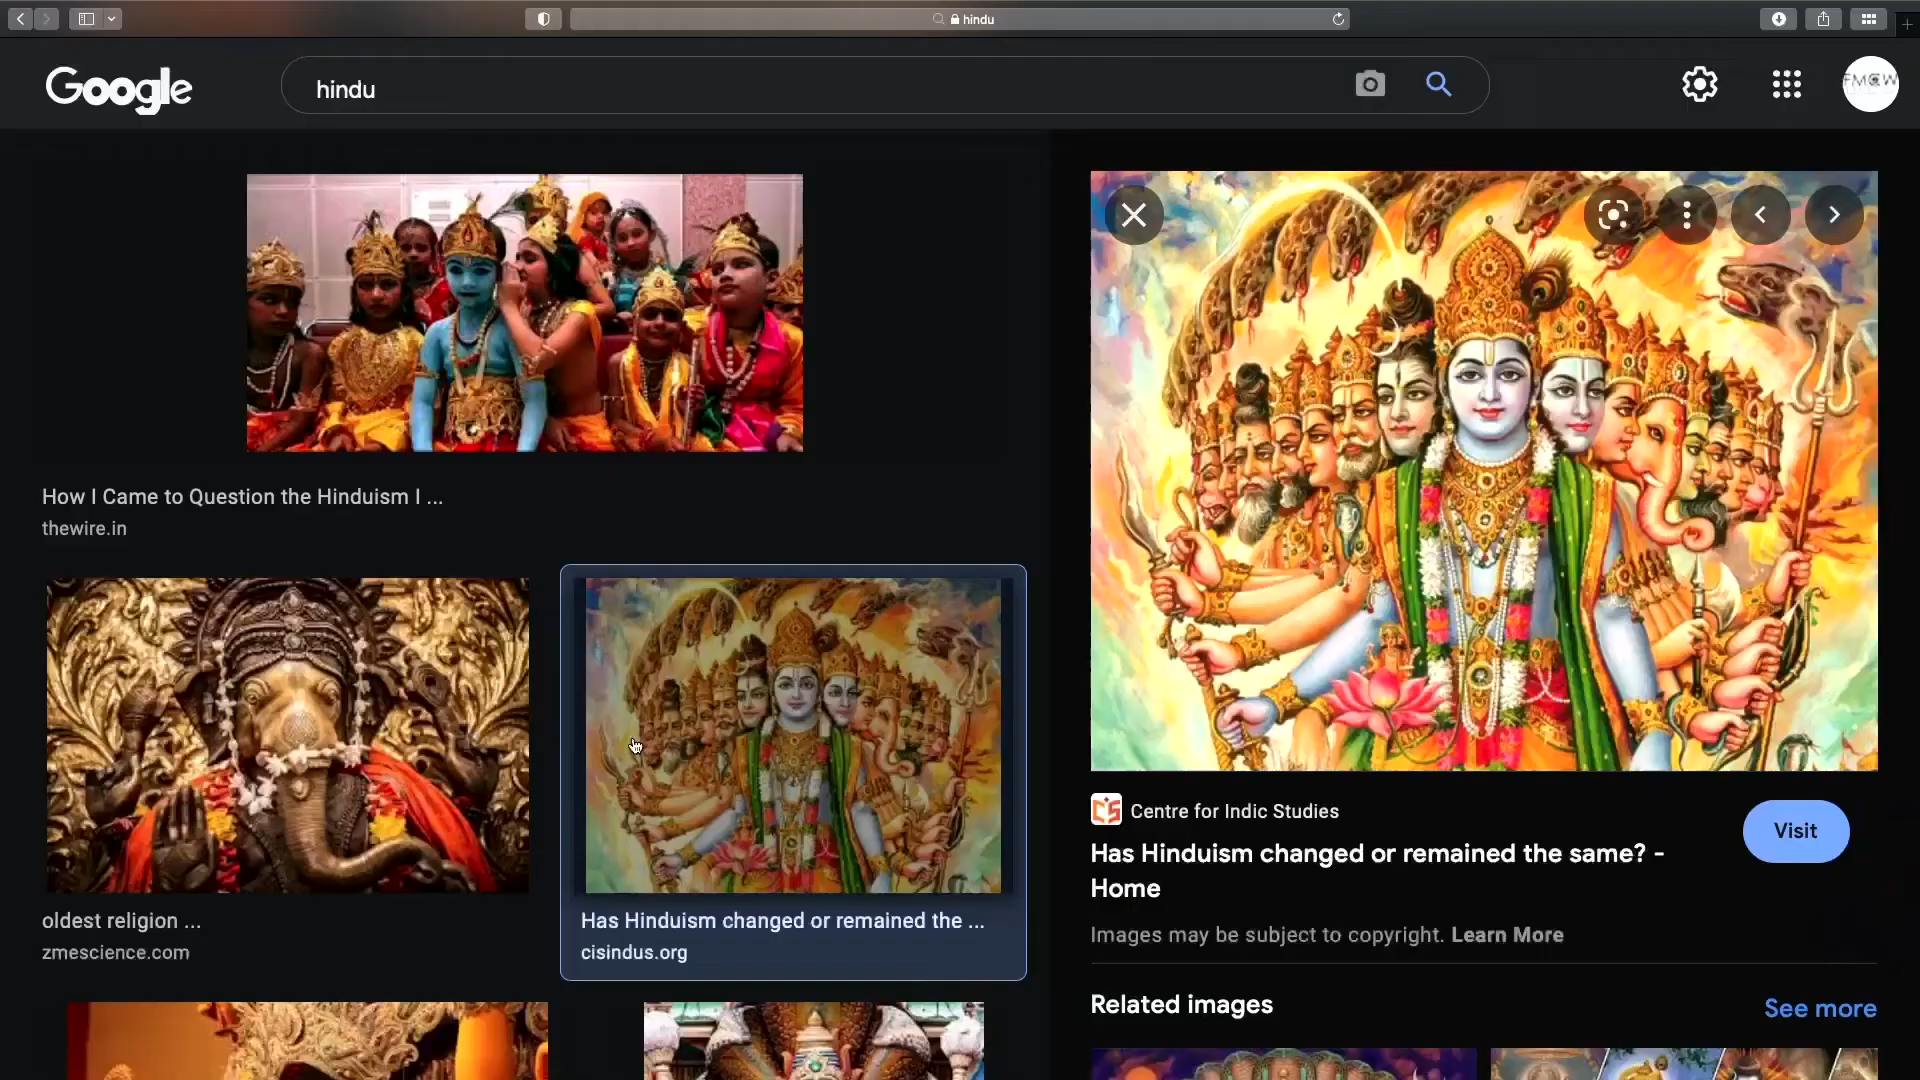 hindu
Google
hindu
FMCW
How I Came to Question the Hinduism I ...
thewire.in
oldest religion ...
zmescience.com
Has Hinduism changed or remained the ...
cisindus.org
Centre for Indic Studies
Visit
Has Hinduism changed or remained the same? -
Home
Images may be subject to copyright. Learn More
Related images
See more